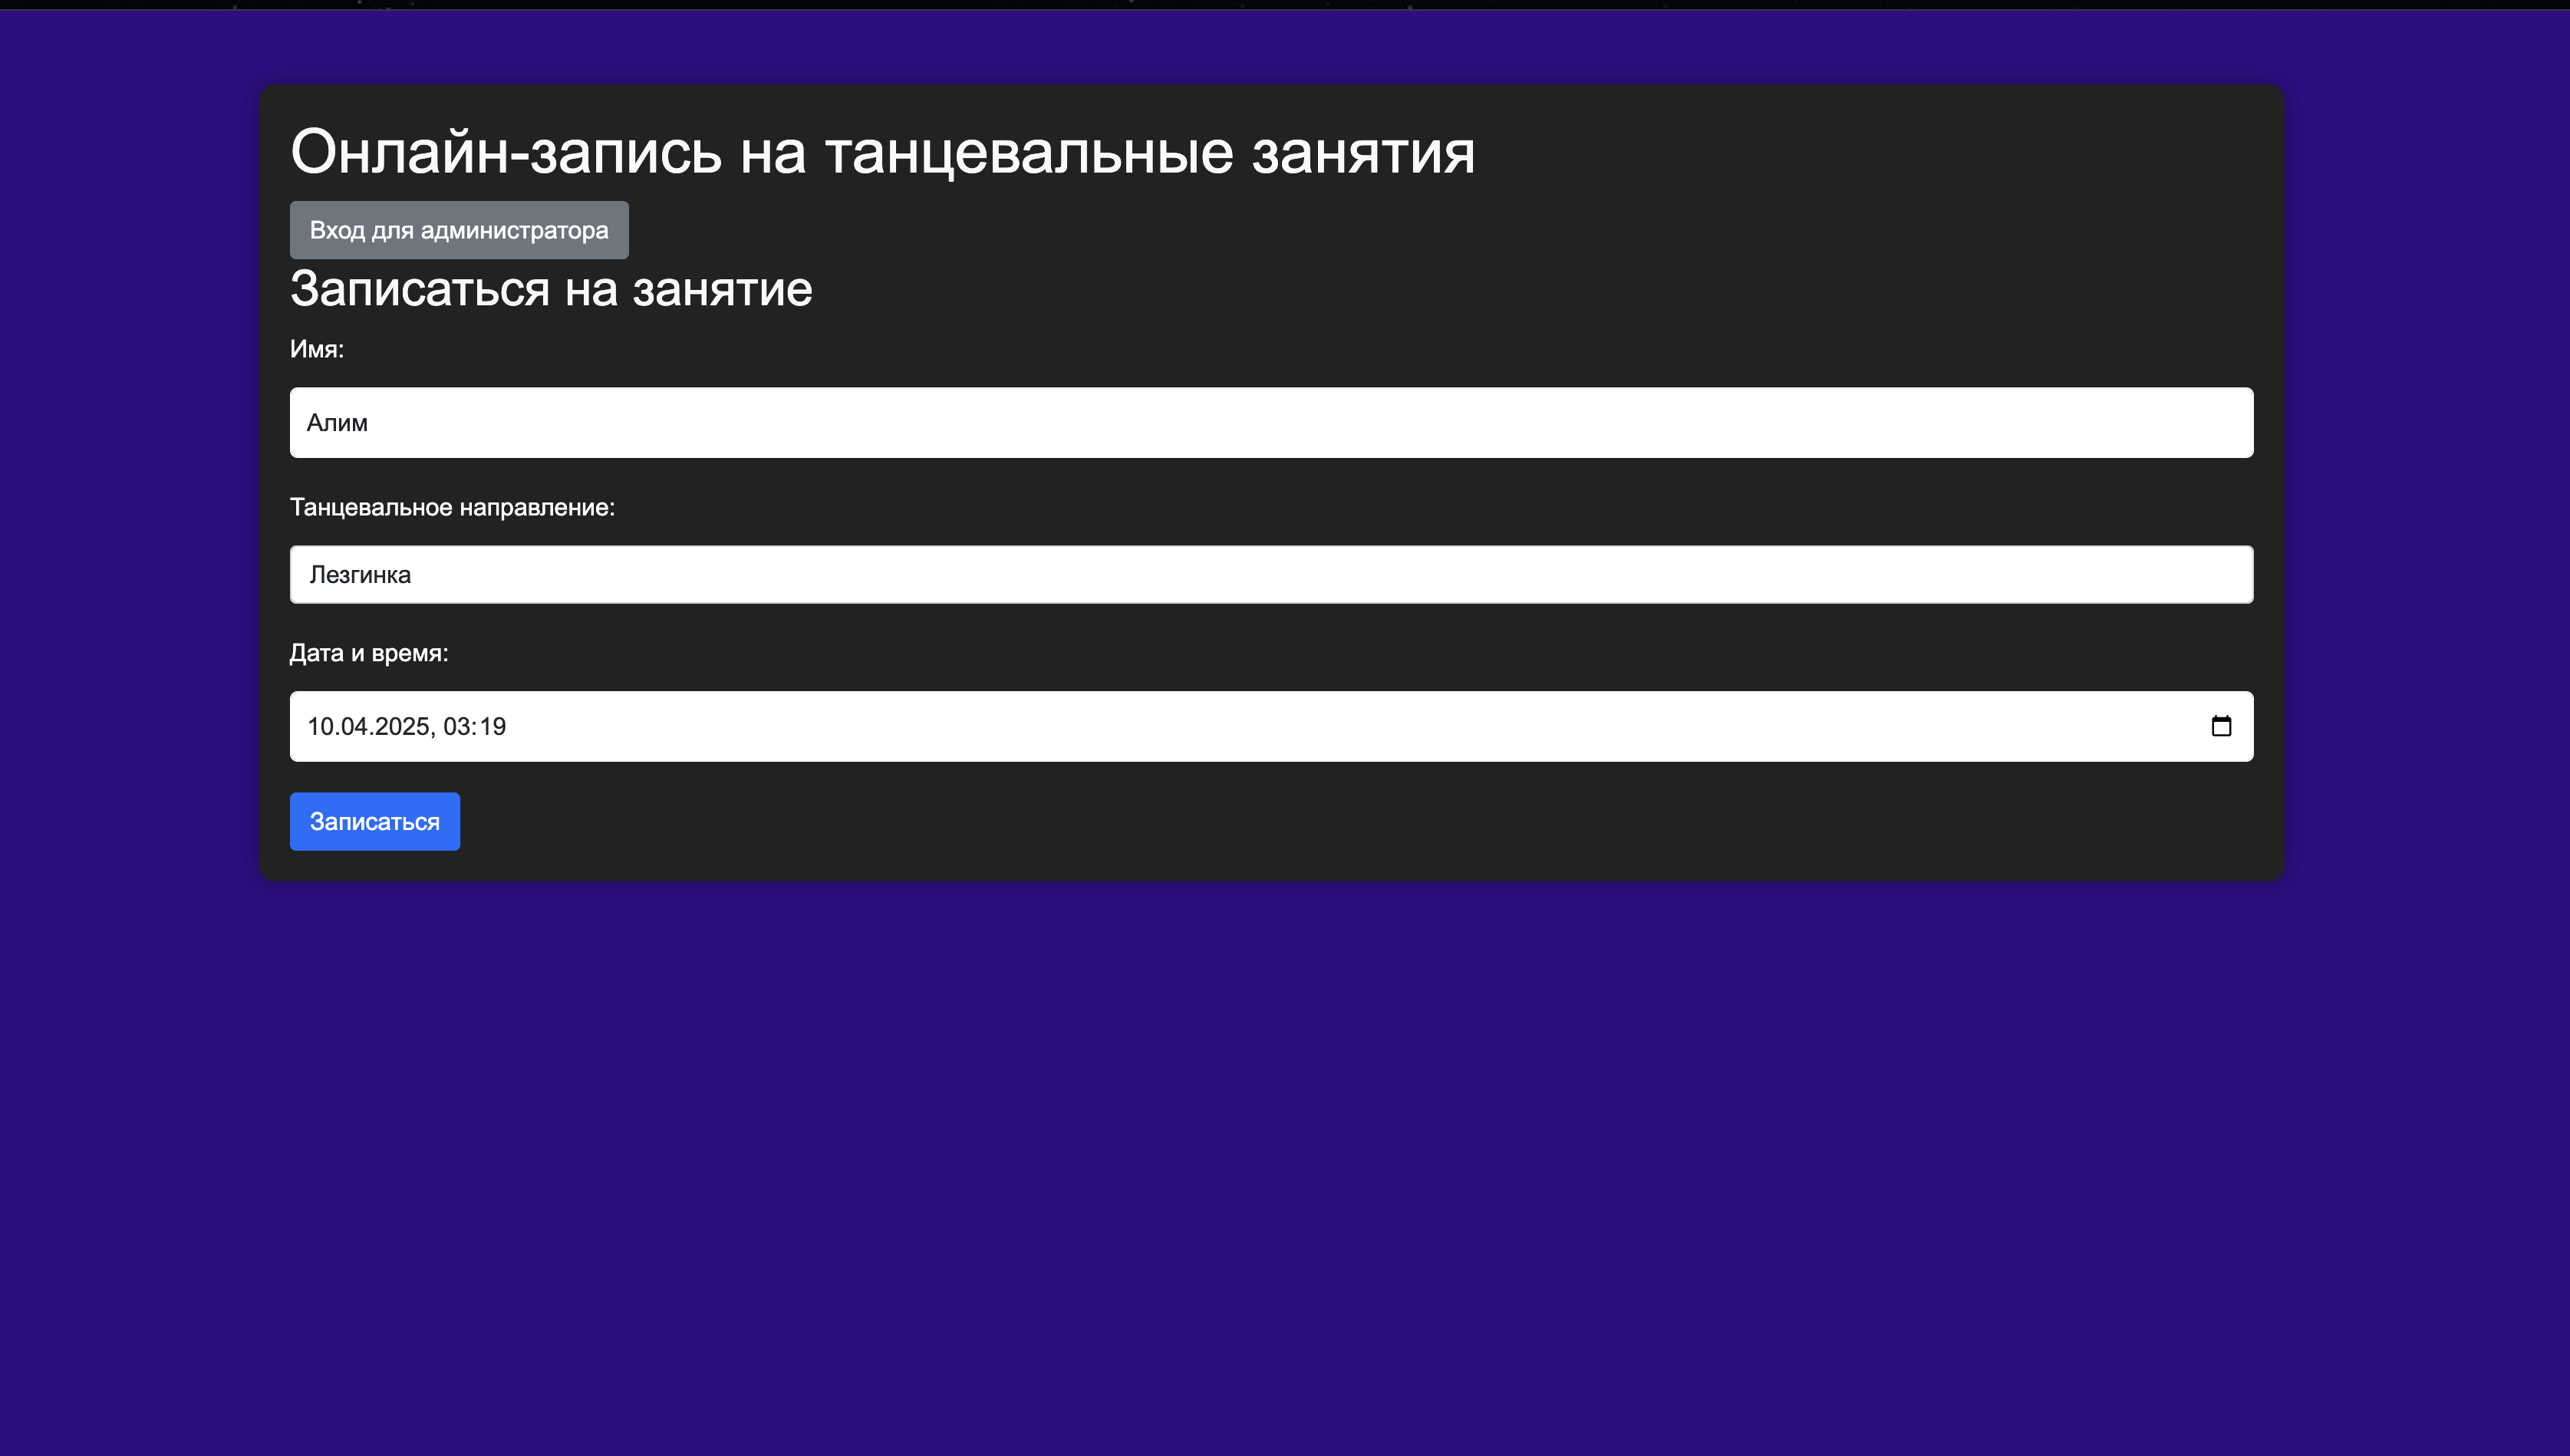 Онлайн-запись на танцевальные занятия
Вход для администратора
Записаться на занятие
Имя:
Алим
Танцевальное направление:
Лезгинка
Дата и время:
10.04.2025, 03:19
Записаться